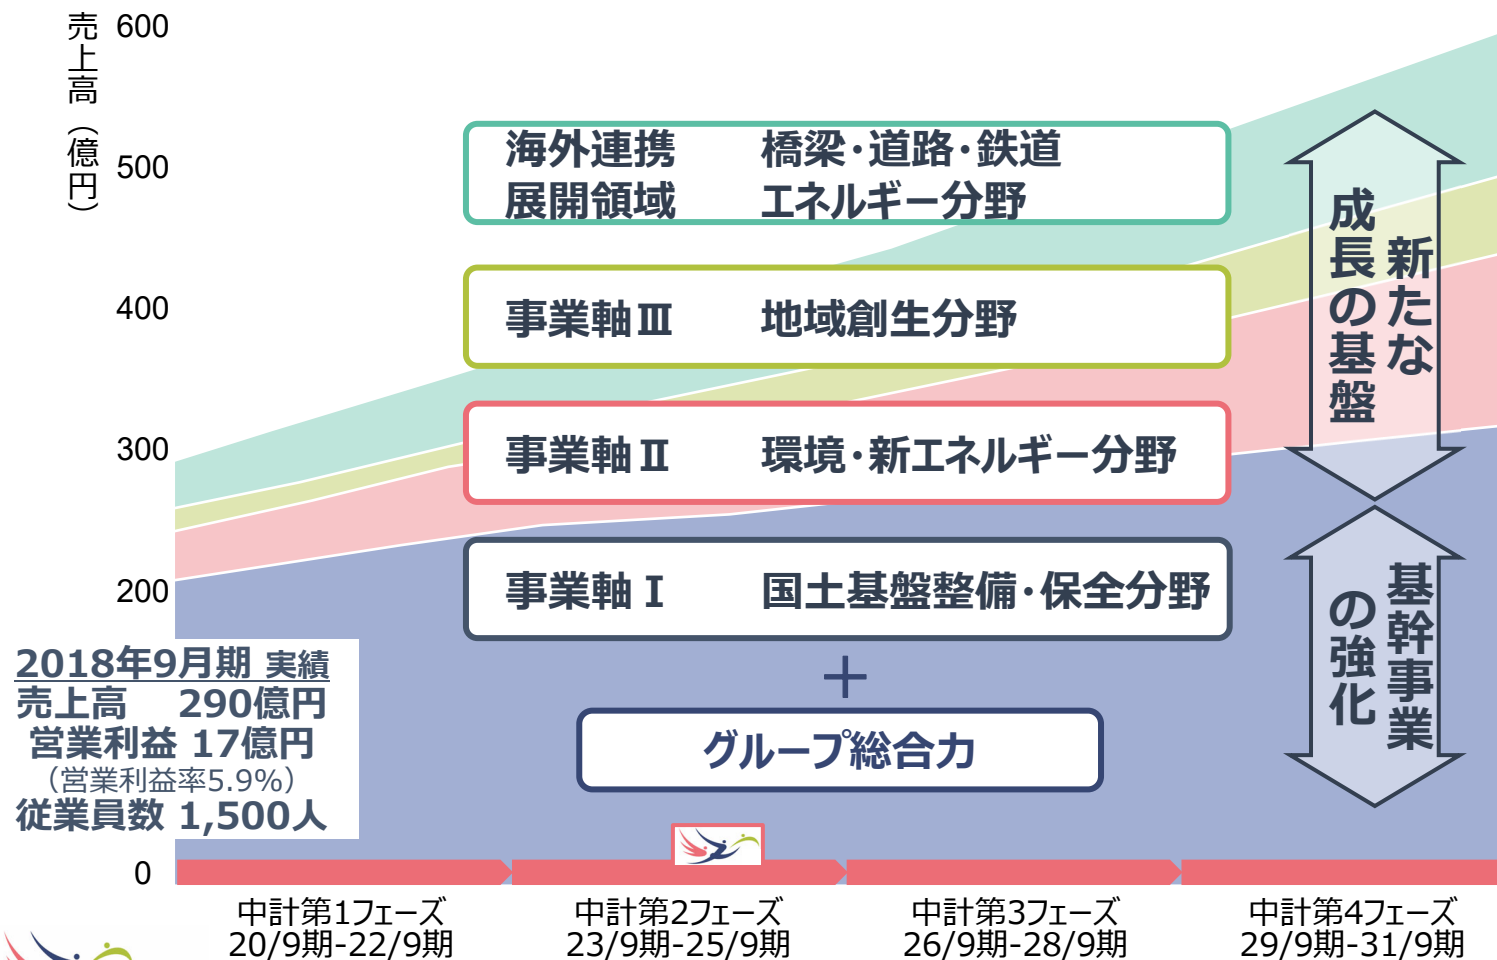 売上高（億円）
600
500
400
300
200
0
海外連携 橋梁・道路・鉄道
展開領域 エネルギー分野
事業軸Ⅲ 地域創生分野
事業軸Ⅱ 環境・新エネルギー分野
事業軸Ⅰ 国土基盤整備・保全分野
＋
グループ総合力
新たな
成長の基盤
基幹事業
の強化
2018年9月期 実績
売上高 290億円
営業利益 17億円
（営業利益率5.9%）
従業員数 1,500人
中計第1フェーズ
20/9期-22/9期
中計第2フェーズ
23/9期-25/9期
中計第3フェーズ
26/9期-28/9期
中計第4フェーズ
29/9期-31/9期